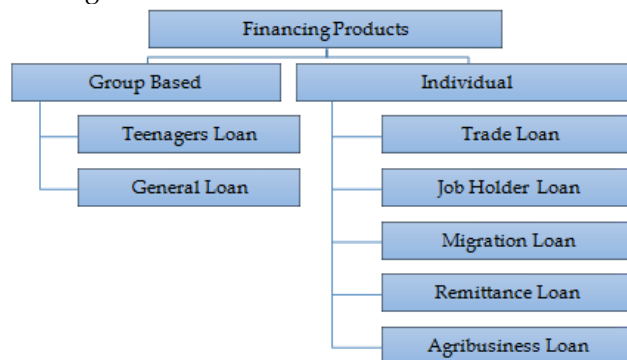 Financing Products
Group Based
Teenagers Loan
General Loan
Individual
Trade Loan
Job Holder Loan
Migration Loan
Remittance Loan
Agribusiness Loan